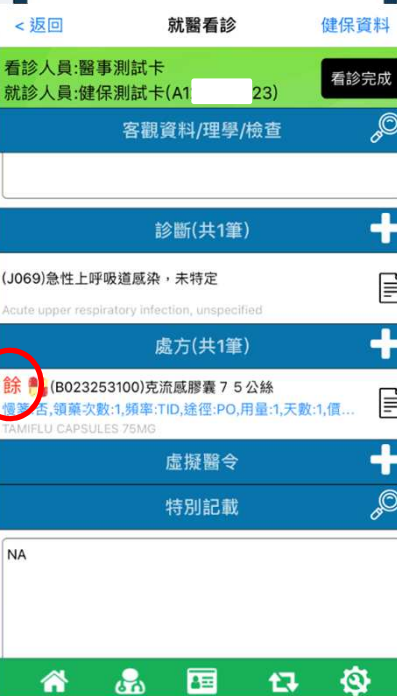 < 返回 就醫看診 健保資料
看診人員:醫事測試卡 看診完成
就診人員:健保測試卡(A1 23)
客觀資料/理學/檢查
診斷(共1筆)
(J069)急性上呼吸道感染，未特定
Acute upper respiratory infection, unspecified
處方(共1筆)
餘 (B023253100)克流感膠囊７５公絲
慢箋:否,領藥次數:1,頻率:TID,途徑:PO,用量:1,天數:1,價...
TAMIFLU CAPSULES 75MG
虛擬醫令
特別記載
NA